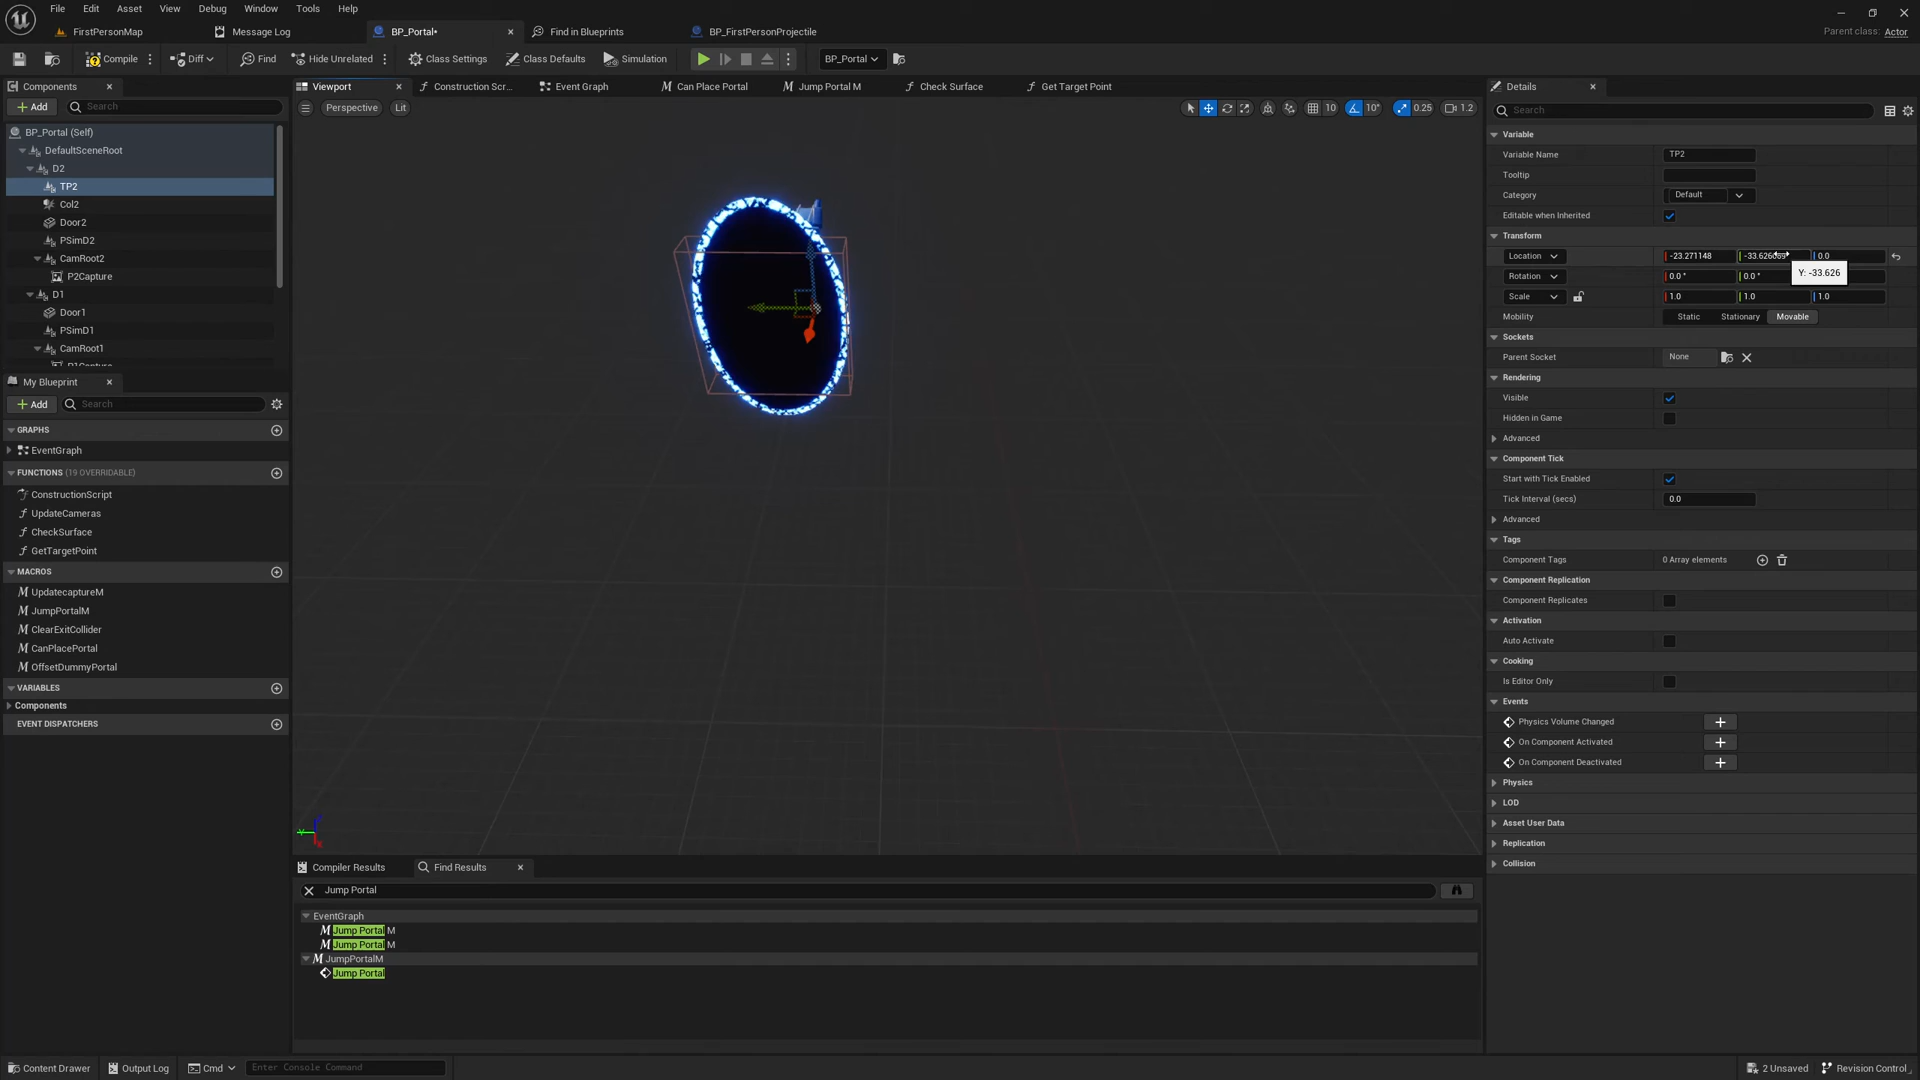 File Edit Asset View Debug Window Tools Help
FirstPersonMap Message Log BP_Portal* Find in Blueprints BP_FirstPersonProjectile
Parent class: Actor
Compile Diff Find Hide Unrelated Class Settings Class Defaults Simulation BP_Portal
Components
Add Search
BP_Portal (Self)
DefaultSceneRoot
D2
TP2
Col2
Door2
PSimD2
CamRoot2
P2Capture
D1
Door1
PSimD1
CamRoot1
P1Capture
My Blueprint
Add Search
GRAPHS
EventGraph
FUNCTIONS (19 OVERRIDABLE)
ConstructionScript
UpdateCameras
CheckSurface
GetTargetPoint
MACROS
UpdatecaptureM
JumpPortalM
ClearExitCollider
CanPlacePortal
OffsetDummyPortal
VARIABLES
Components
EVENT DISPATCHERS
Viewport Construction Scr... Event Graph Can Place Portal Jump Portal M Check Surface Get Target Point
Perspective Lit
10 10° 0.25 1.2
Compiler Results Find Results
Jump Portal
EventGraph
Jump Portal M
Jump Portal M
JumpPortalM
Jump Portal
Details
Search
Variable
Variable Name TP2
Tooltip
Category Default
Editable when Inherited
Transform
Location -23.271148 0.0
Y: -33.626
Rotation 0.0 ° 0.0 °
Scale 1.0 1.0 1.0
Mobility Static Stationary Movable
Sockets
Parent Socket None
Rendering
Visible
Hidden in Game
Advanced
Component Tick
Start with Tick Enabled
Tick Interval (secs) 0.0
Advanced
Tags
Component Tags 0 Array elements
Component Replication
Component Replicates
Activation
Auto Activate
Cooking
Is Editor Only
Events
Physics Volume Changed
On Component Activated
On Component Deactivated
Physics
LOD
Asset User Data
Replication
Collision
Content Drawer Output Log Cmd Enter Console Command 2 Unsaved Revision Control